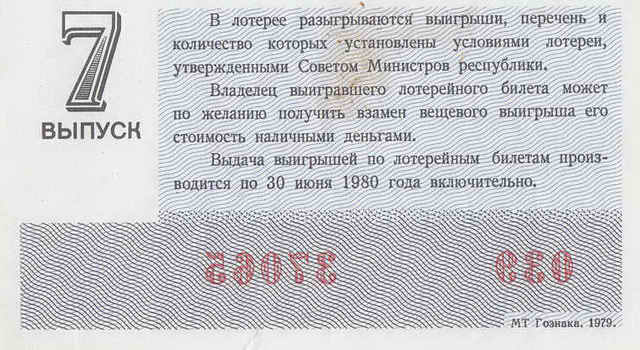 7
ВЫПУСК
В лотерее разыгрываются выигрыши, перечень и
количество которых установлены условиями лотереи,
утвержденными Советом Министров республики.
Владелец выигравшего лотерейного билета может
по желанию получить взамен вещевого выигрыша его
стоимость наличными деньгами.
Выдача выигрышей по лотерейным билетам произ-
водится по 30 июня 1980 года включительно.
МТ Гознака. 1979.